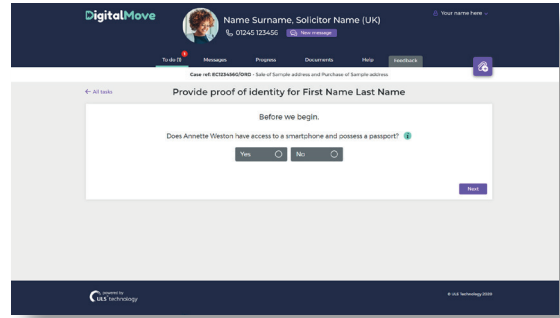 DigitalMove
Name Surname, Solicitor Name (UK)
01245 123456
New message
Your name here
To do (1)
Messages
Progress
Documents
Help
Feedback
Case ref: EC123456Q/ORD - Sale of Sample address and Purchase of Sample address
← All tasks
Provide proof of identity for First Name Last Name
Before we begin.
Does Annette Weston have access to a smartphone and possess a passport?
Yes
No
Next
powered by
ULS technology
© ULS Technology 2020